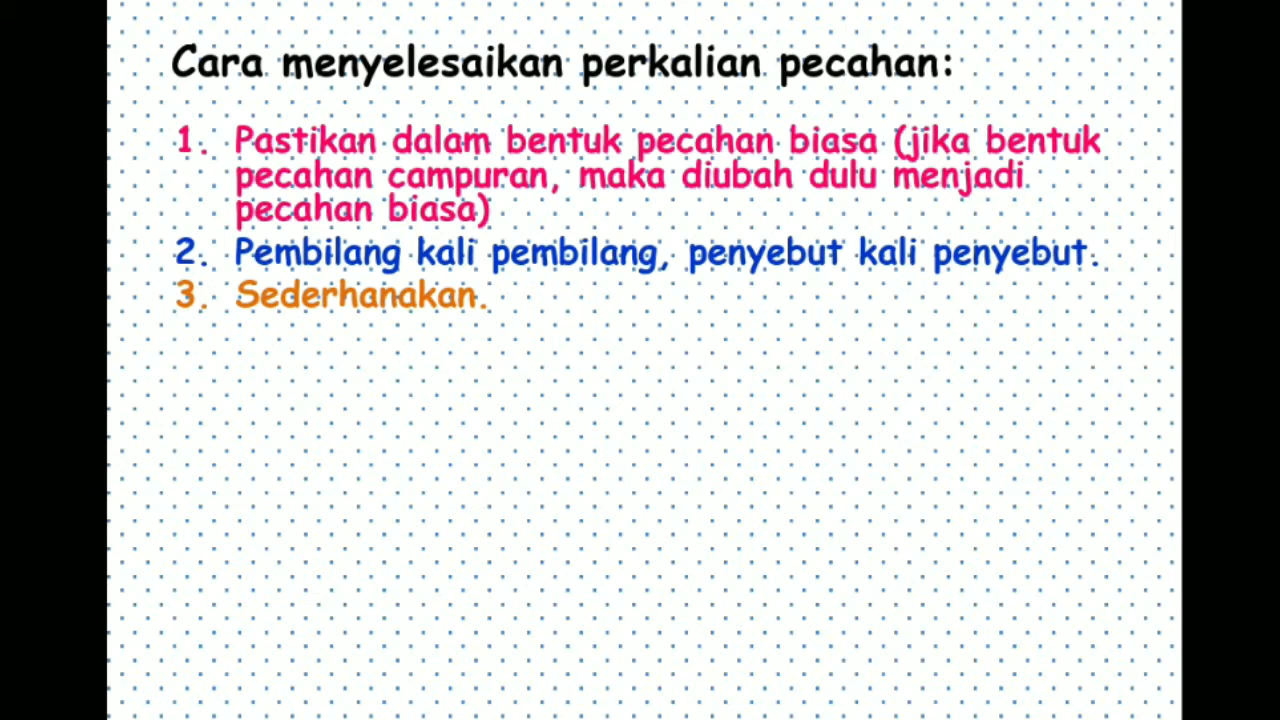 Cara menyelesaikan perkalian pecahan:
1. Pastikan dalam bentuk pecahan biasa (jika bentuk
pecahan campuran, maka diubah dulu menjadi
pecahan biasa)
2. Pembilang kali pembilang, penyebut kali penyebut.
3. Sederhanakan.